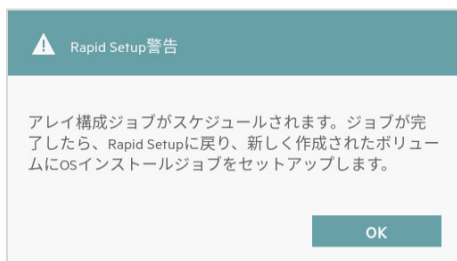 Rapid Setup警告
アレイ構成ジョブがスケジュールされます。ジョブが完
了したら、Rapid Setupに戻り、新しく作成されたボリュー
ムにOSインストールジョブをセットアップします。
OK